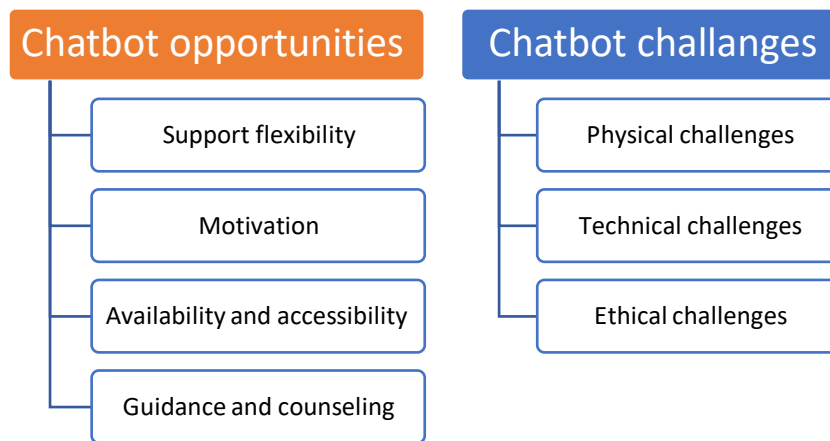 Chatbot opportunities
Support flexibility
Motivation
Availability and accessibility
Guidance and counseling
Chatbot challanges
Physical challenges
Technical challenges
Ethical challenges